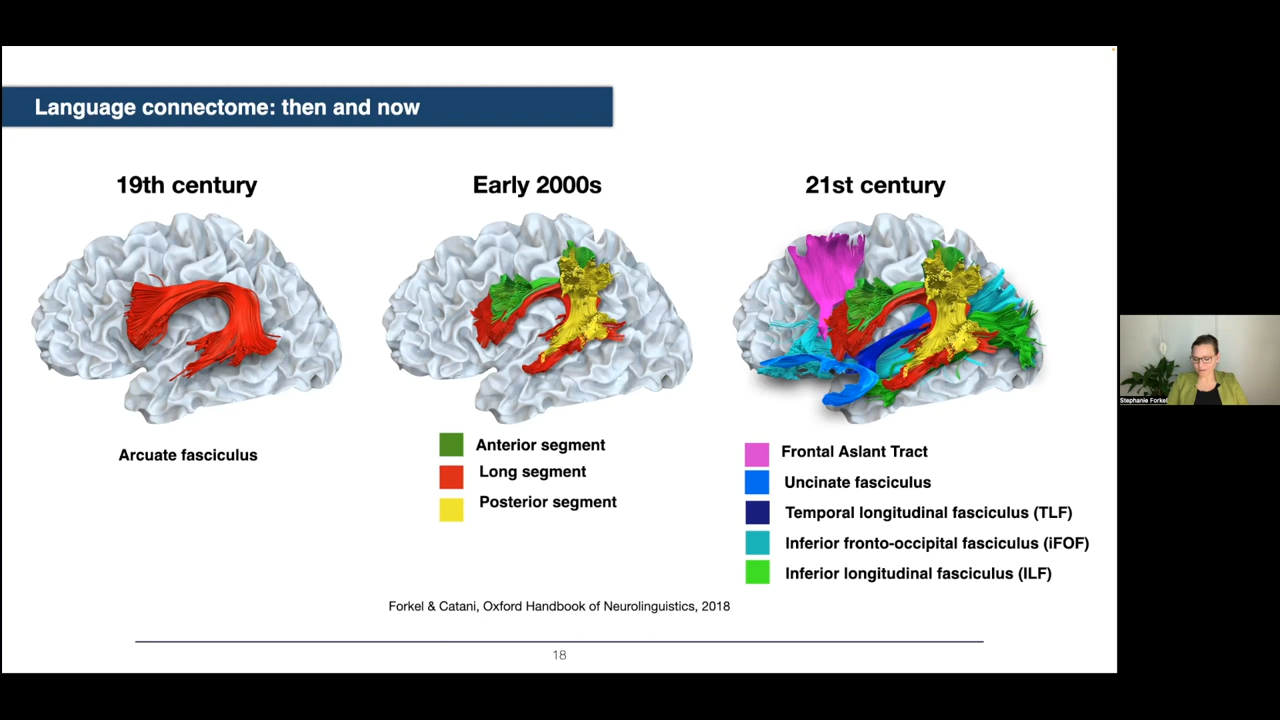 Language connectome: then and now
19th century
Early 2000s
21st century
Arcuate fasciculus
Anterior segment
Long segment
Posterior segment
Frontal Aslant Tract
Uncinate fasciculus
Temporal longitudinal fasciculus (TLF)
Inferior fronto-occipital fasciculus (iFOF)
Inferior longitudinal fasciculus (ILF)
Forkel & Catani, Oxford Handbook of Neurolinguistics, 2018
18
Stephanie Forkel